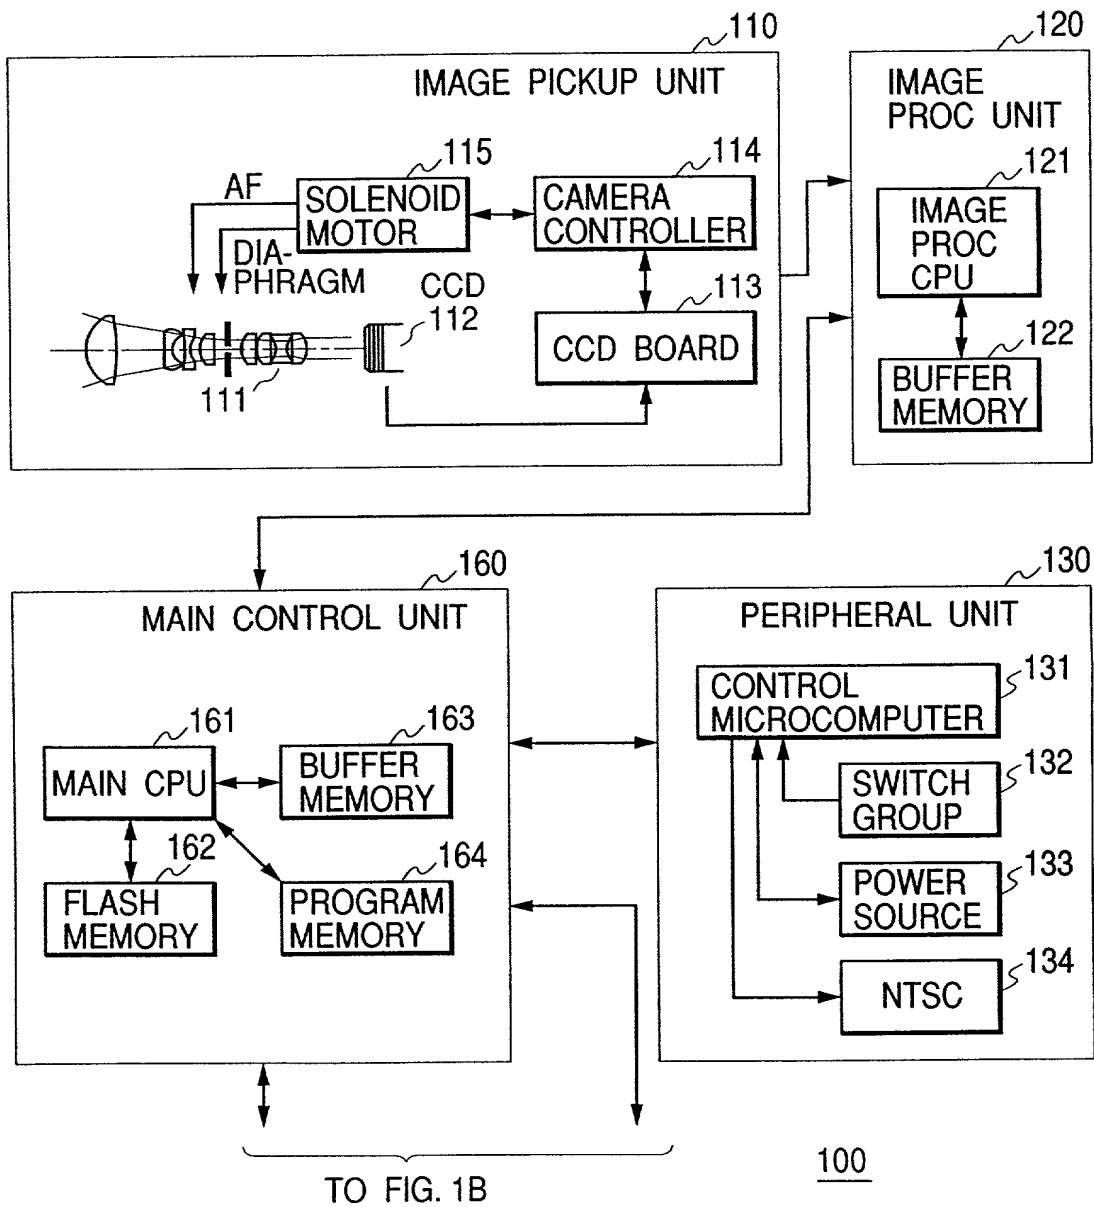 110
IMAGE PICKUP UNIT
115
SOLENOID
MOTOR
114
CAMERA
CONTROLLER
AF
DIA-
PHRAGM
CCD
112
111
113
CCD BOARD
120
IMAGE
PROC UNIT
121
IMAGE
PROC
CPU
122
BUFFER
MEMORY
160
MAIN CONTROL UNIT
161
MAIN CPU
163
BUFFER
MEMORY
162
FLASH
MEMORY
164
PROGRAM
MEMORY
130
PERIPHERAL UNIT
131
CONTROL
MICROCOMPUTER
132
SWITCH
GROUP
133
POWER
SOURCE
134
NTSC
TO FIG. 1B
100